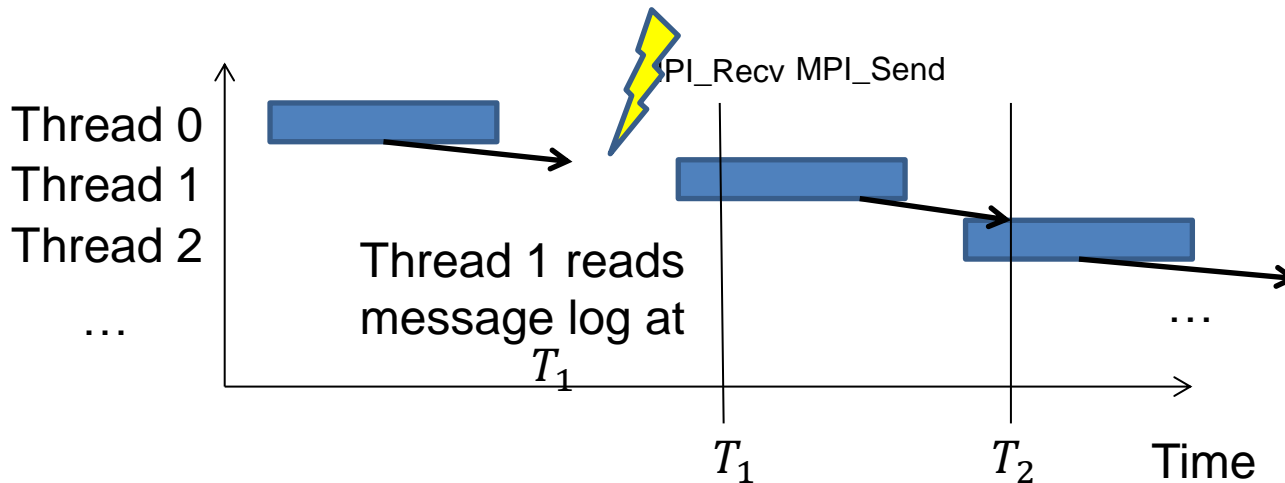 PI_Recv MPI_Send
Thread 0
Thread 1
Thread 2
…
Thread 1 reads
message log at
T₁
…
T₁
T₂
Time